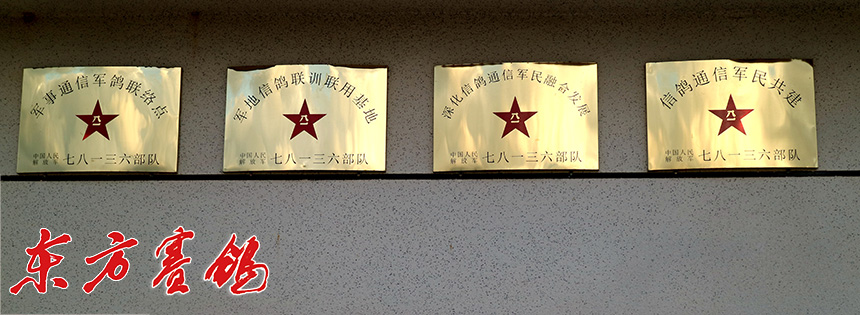 军事通信军鸽联络点
中国人民
解放军
七八一三六部队
军地信鸽联训联用基地
中国人民
解放军
七八一三六部队
深化信鸽通信军民融合发展
中国人民
解放军
七八一三六部队
信鸽通信军民共建
中国人民
解放军
七八一三六部队
东方赛鸽